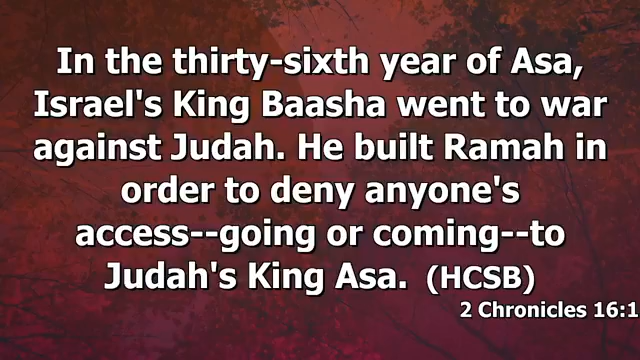 In the thirty-sixth year of Asa,
Israel's King Baasha went to war
against Judah. He built Ramah in
order to deny anyone's
access--going or coming--to
Judah's King Asa. (HCSB)
2 Chronicles 16:1